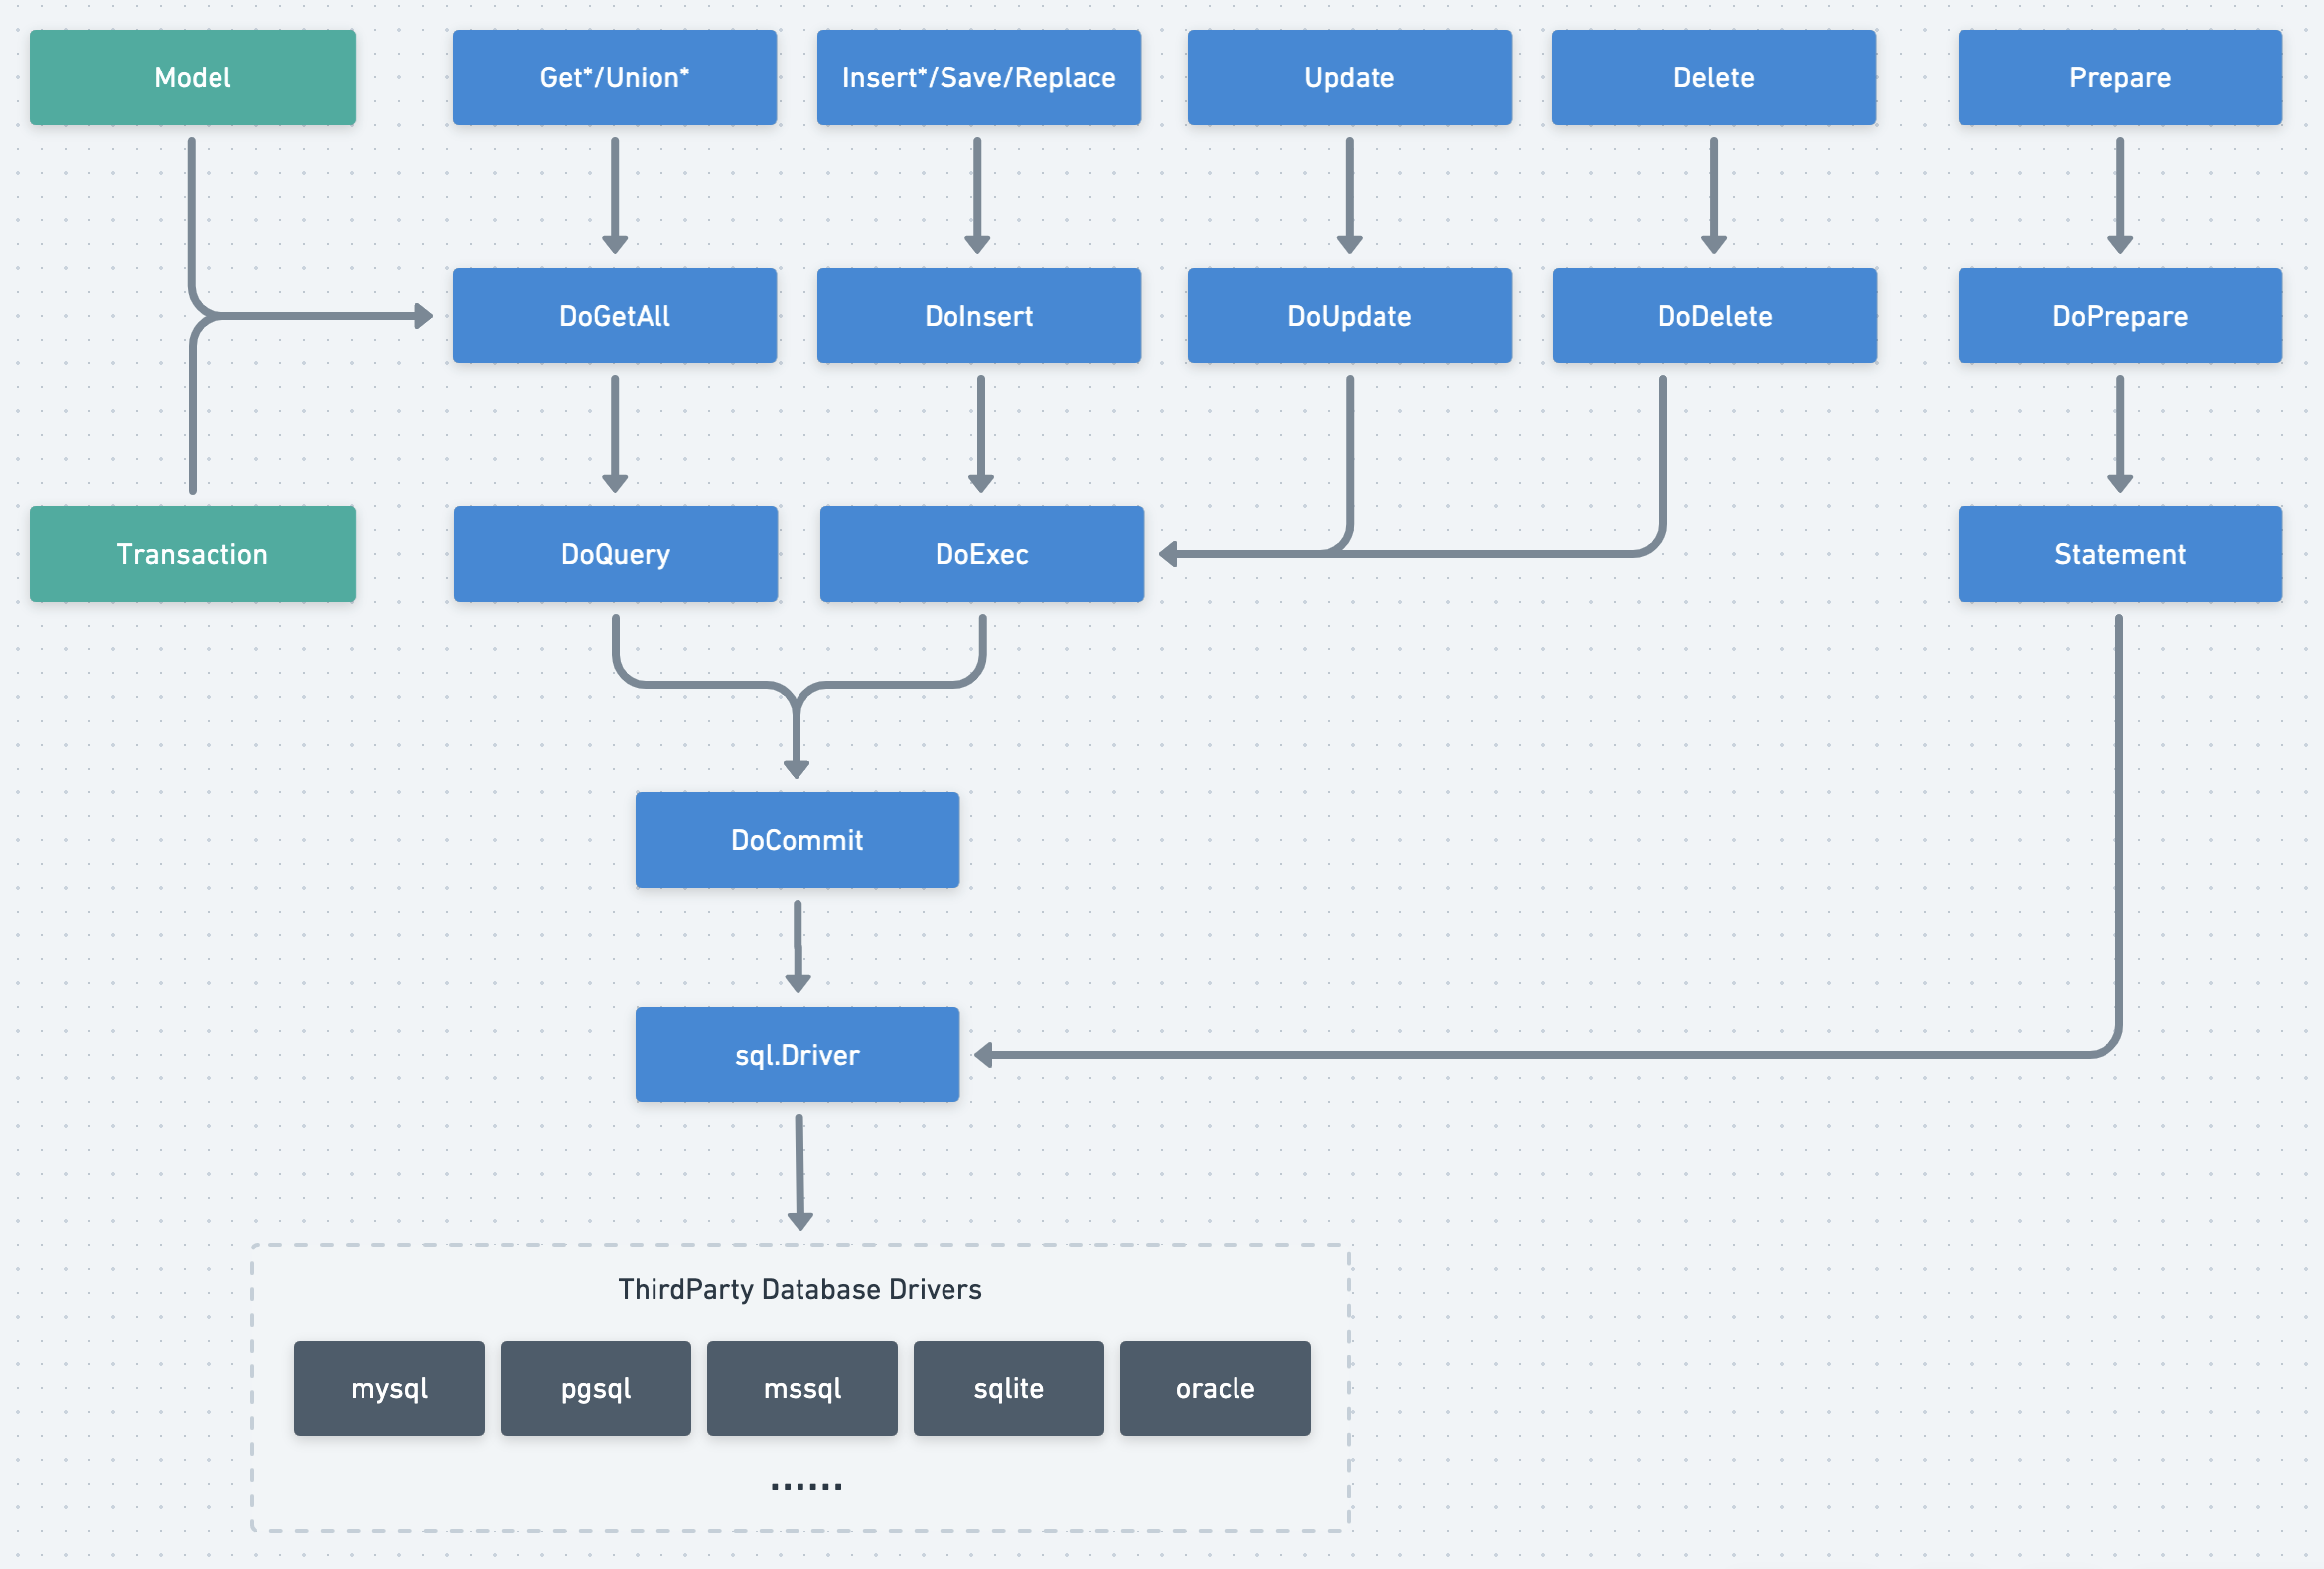 Model
Get*/Union*
Insert*/Save/Replace
Update
Delete
Prepare
DoGetAll
DoInsert
DoUpdate
DoDelete
DoPrepare
Transaction
DoQuery
DoExec
Statement
DoCommit
sql.Driver
ThirdParty Database Drivers
mysql
pgsql
mssql
sqlite
oracle
......